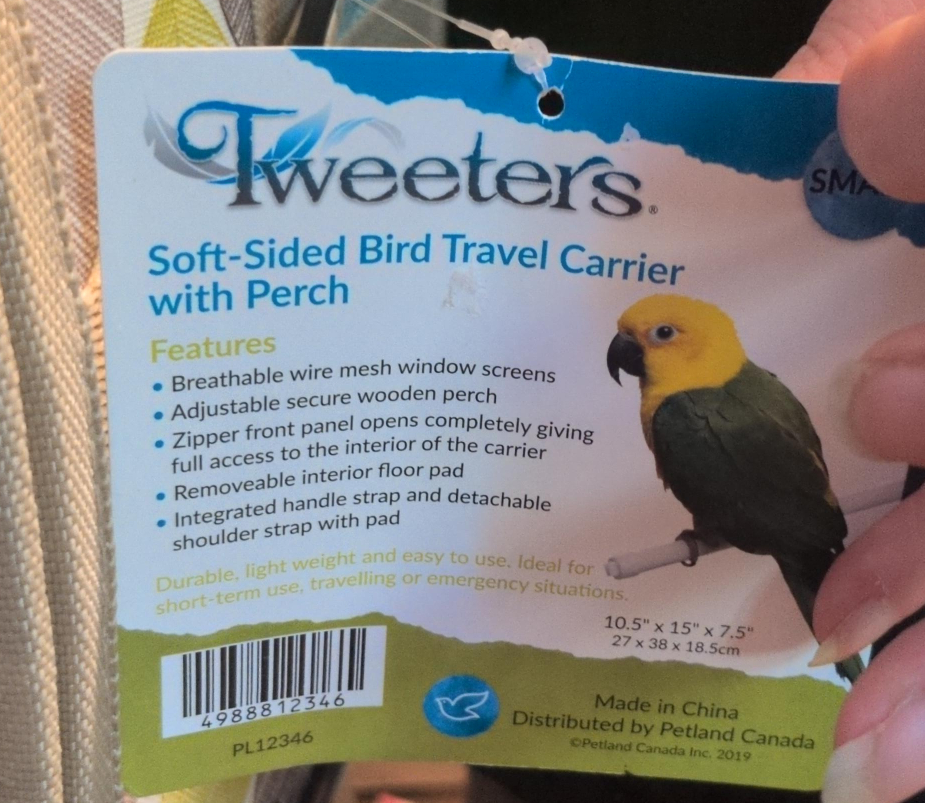 Tweeters®
Soft-Sided Bird Travel Carrier
with Perch
Features
• Breathable wire mesh window screens
• Adjustable secure wooden perch
• Zipper front panel opens completely giving
full access to the interior of the carrier
• Removeable interior floor pad
• Integrated handle strap and detachable
shoulder strap with pad
Durable, light weight and easy to use. Ideal for
short-term use, travelling or emergency situations.
10.5" x 15" x 7.5"
27 x 38 x 18.5cm
4988812346
PL12346
Made in China
Distributed by Petland Canada
©Petland Canada Inc. 2019